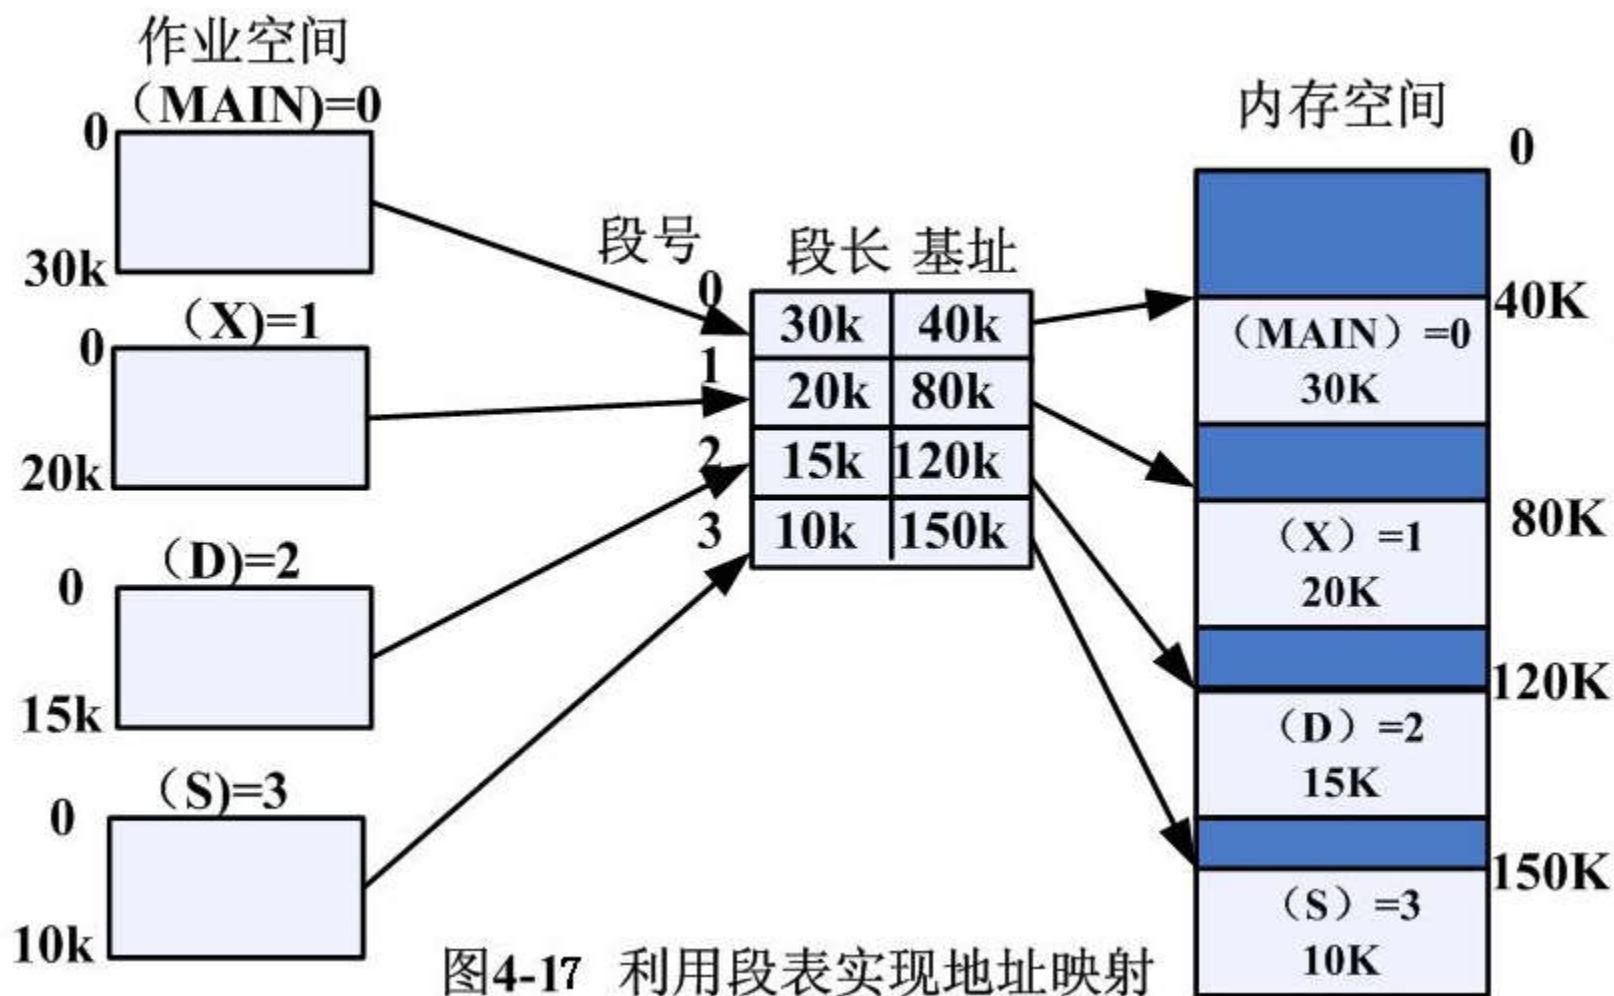 作业空间
（MAIN)=0
0
30k
（X)=1
0
20k
（D)=2
0
15k
（S)=3
0
10k
段号 段长 基址
0 30k 40k
1 20k 80k
2 15k 120k
3 10k 150k
内存空间
0
40K
（MAIN）=0
30K
80K
（X）=1
20K
120K
（D）=2
15K
150K
（S）=3
10K
图4-17 利用段表实现地址映射